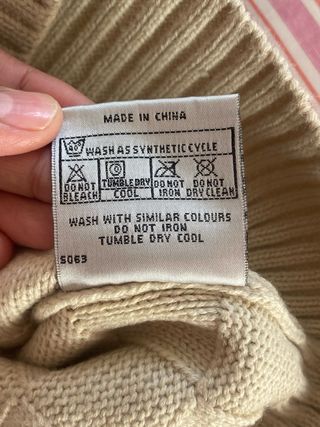 MADE IN CHINA
40 WASH AS SYNTHETIC CYCLE
DO NOT BLEACH
TUMBLE DRY COOL
DO NOT IRON
DO NOT DRY CLEAN
WASH WITH SIMILAR COLOURS
DO NOT IRON
TUMBLE DRY COOL
S063